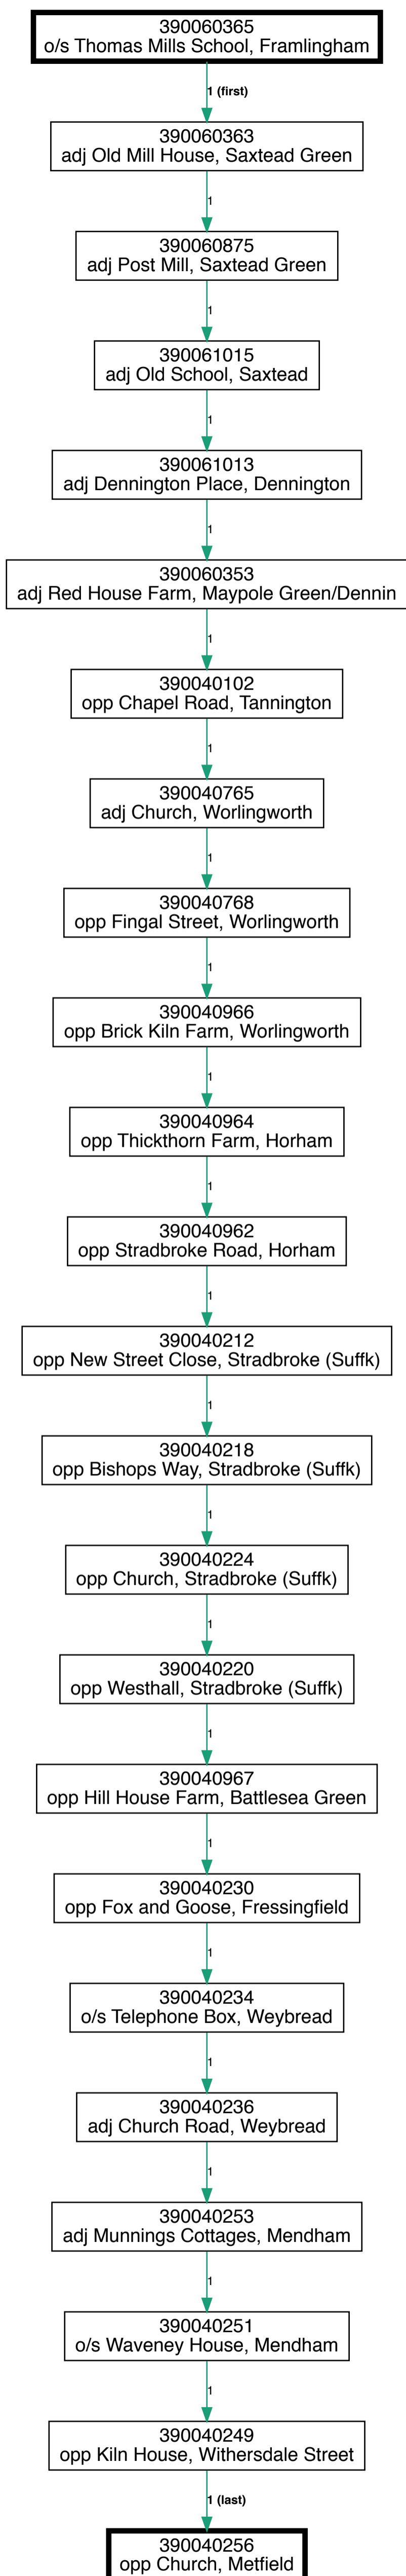 390060365
o/s Thomas Mills School, Framlingham
1 (first)
390060363
adj Old Mill House, Saxtead Green
1
390060875
adj Post Mill, Saxtead Green
1
390061015
adj Old School, Saxtead
1
390061013
adj Dennington Place, Dennington
1
390060353
adj Red House Farm, Maypole Green/Dennin
1
390040102
opp Chapel Road, Tannington
1
390040765
adj Church, Worlingworth
1
390040768
opp Fingal Street, Worlingworth
1
390040966
opp Brick Kiln Farm, Worlingworth
1
390040964
opp Thickthorn Farm, Horham
1
390040962
opp Stradbroke Road, Horham
1
390040212
opp New Street Close, Stradbroke (Suffk)
1
390040218
opp Bishops Way, Stradbroke (Suffk)
1
390040224
opp Church, Stradbroke (Suffk)
1
390040220
opp Westhall, Stradbroke (Suffk)
1
390040967
opp Hill House Farm, Battlesea Green
1
390040230
opp Fox and Goose, Fressingfield
1
390040234
o/s Telephone Box, Weybread
1
390040236
adj Church Road, Weybread
1
390040253
adj Munnings Cottages, Mendham
1
390040251
o/s Waveney House, Mendham
1
390040249
opp Kiln House, Withersdale Street
1 (last)
390040256
opp Church, Metfield